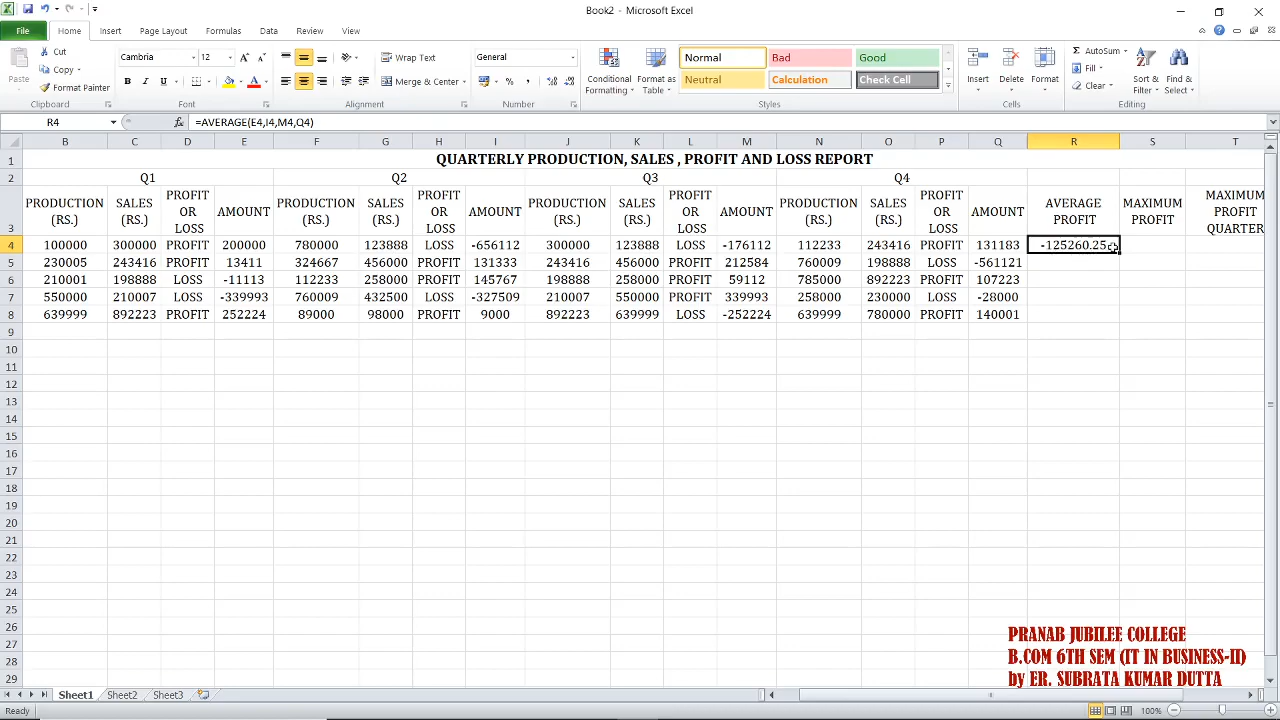 Book2 - Microsoft Excel
File Home Insert Page Layout Formulas Data Review View
Cut
Copy
Format Painter
Paste
Clipboard
Cambria 12
B I U
Font
Wrap Text
Merge & Center
Alignment
General
Number
Conditional Formatting
Format as Table
Normal Bad Good
Neutral Calculation Check Cell
Styles
Insert Delete Format
Cells
AutoSum
Fill
Clear
Sort & Filter
Find & Select
Editing
R4 fx =AVERAGE(E4,I4,M4,Q4)
B C D E F G H I J K L M N O P Q R S T
1 QUARTERLY PRODUCTION, SALES , PROFIT AND LOSS REPORT
2 Q1 Q2 Q3 Q4
3 PRODUCTION (RS.) SALES (RS.) PROFIT OR LOSS AMOUNT PRODUCTION (RS.) SALES (RS.) PROFIT OR LOSS AMOUNT PRODUCTION (RS.) SALES (RS.) PROFIT OR LOSS AMOUNT PRODUCTION (RS.) SALES (RS.) PROFIT OR LOSS AMOUNT AVERAGE PROFIT MAXIMUM PROFIT MAXIMUM PROFIT QUARTER
4 100000 300000 PROFIT 200000 780000 123888 LOSS -656112 300000 123888 LOSS -176112 112233 243416 PROFIT 131183 -125260.25
5 230005 243416 PROFIT 13411 324667 456000 PROFIT 131333 243416 456000 PROFIT 212584 760009 198888 LOSS -561121
6 210001 198888 LOSS -11113 112233 258000 PROFIT 145767 198888 258000 PROFIT 59112 785000 892223 PROFIT 107223
7 550000 210007 LOSS -339993 760009 432500 LOSS -327509 210007 550000 PROFIT 339993 258000 230000 LOSS -28000
8 639999 892223 PROFIT 252224 89000 98000 PROFIT 9000 892223 639999 LOSS -252224 639999 780000 PROFIT 140001
9
10
11
12
13
14
15
16
17
18
19
20
21
22
23
24
25
26
27
28
29
PRANAB JUBILEE COLLEGE
B.COM 6TH SEM (IT IN BUSINESS-II)
by ER. SUBRATA KUMAR DUTTA
Sheet1 Sheet2 Sheet3
Ready 100%